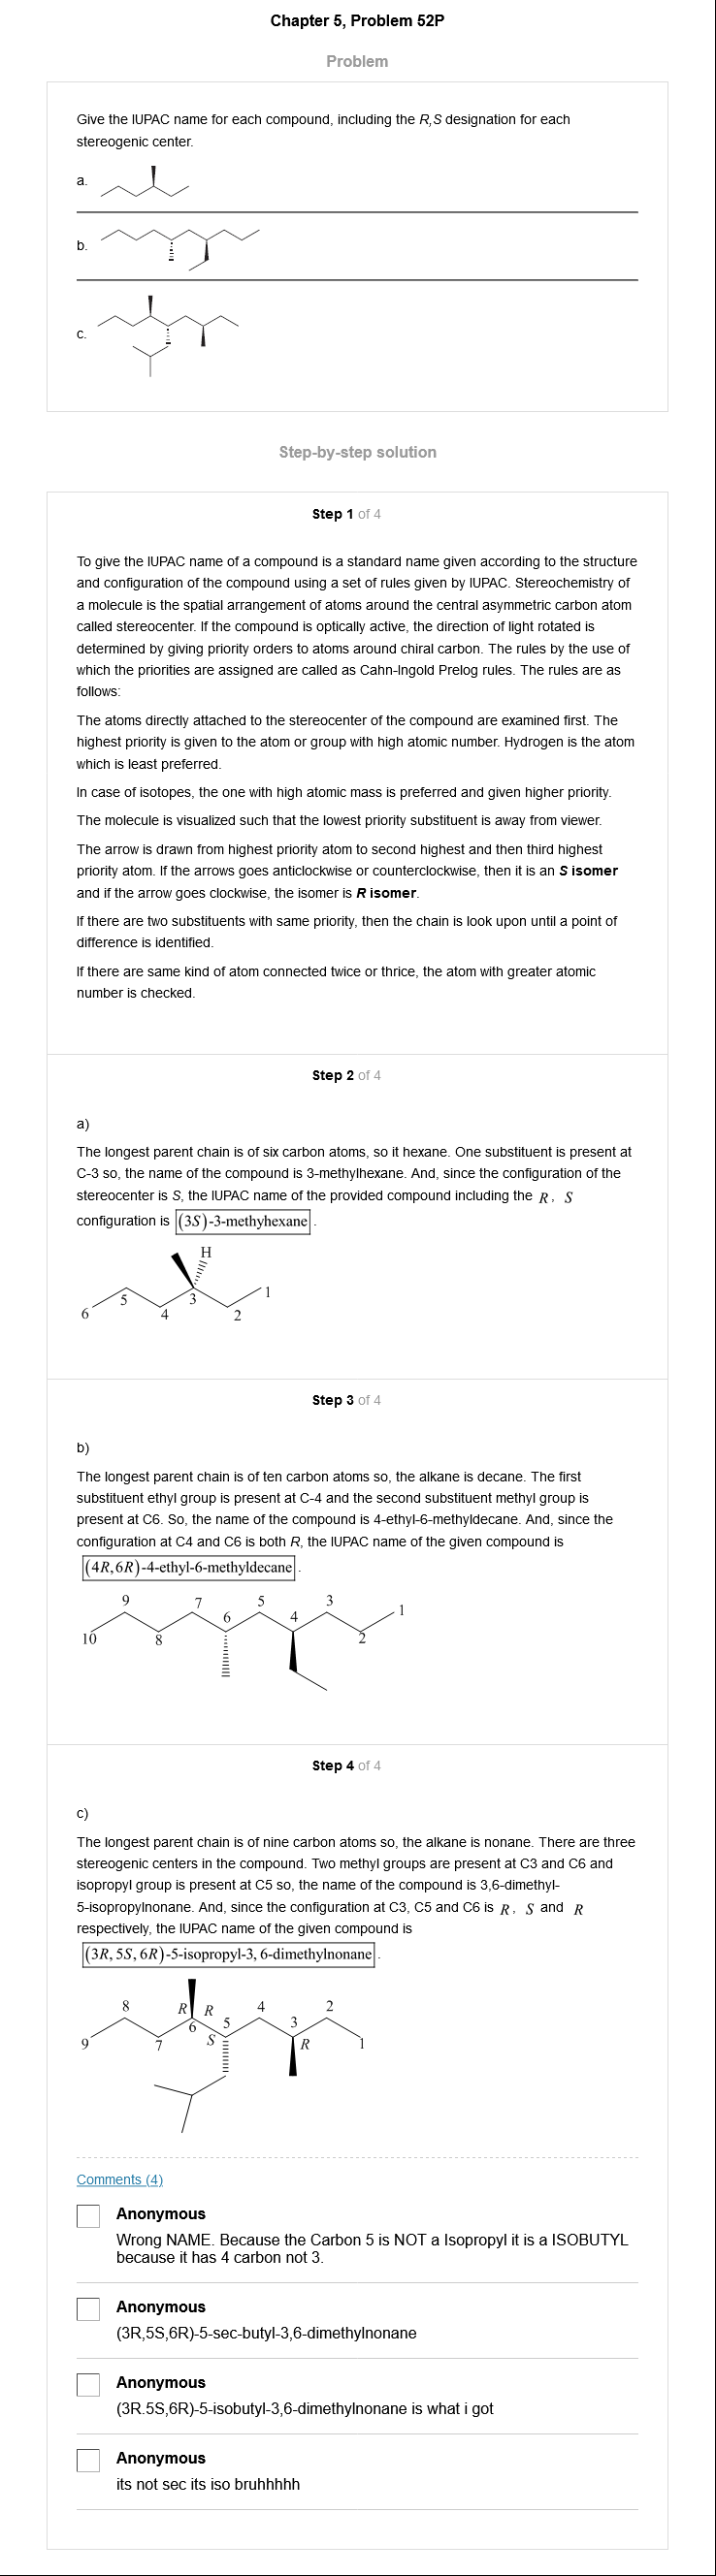 Chapter 5, Problem 52P
Problem
Give the IUPAC name for each compound, including the R,S designation for each
stereogenic center.
a.
b.
c.
Step-by-step solution
Step 1 of 4
To give the IUPAC name of a compound is a standard name given according to the structure
and configuration of the compound using a set of rules given by IUPAC. Stereochemistry of
a molecule is the spatial arrangement of atoms around the central asymmetric carbon atom
called stereocenter. If the compound is optically active, the direction of light rotated is
determined by giving priority orders to atoms around chiral carbon. The rules by the use of
which the priorities are assigned are called as Cahn-Ingold Prelog rules. The rules are as
follows:
The atoms directly attached to the stereocenter of the compound are examined first. The
highest priority is given to the atom or group with high atomic number. Hydrogen is the atom
which is least preferred.
In case of isotopes, the one with high atomic mass is preferred and given higher priority.
The molecule is visualized such that the lowest priority substituent is away from viewer.
The arrow is drawn from highest priority atom to second highest and then third highest
priority atom. If the arrows goes anticlockwise or counterclockwise, then it is an S isomer
and if the arrow goes clockwise, the isomer is R isomer.
If there are two substituents with same priority, then the chain is look upon until a point of
difference is identified.
If there are same kind of atom connected twice or thrice, the atom with greater atomic
number is checked.
Step 2 of 4
a)
The longest parent chain is of six carbon atoms, so it hexane. One substituent is present at
C-3 so, the name of the compound is 3-methylhexane. And, since the configuration of the
stereocenter is S, the IUPAC name of the provided compound including the R, S
configuration is (3S)-3-methyhexane.
H
6 5 4 3 2 1
Step 3 of 4
b)
The longest parent chain is of ten carbon atoms so, the alkane is decane. The first
substituent ethyl group is present at C-4 and the second substituent methyl group is
present at C6. So, the name of the compound is 4-ethyl-6-methyldecane. And, since the
configuration at C4 and C6 is both R, the IUPAC name of the given compound is
(4R,6R)-4-ethyl-6-methyldecane.
10 9 8 7 6 5 4 3 2 1
Step 4 of 4
c)
The longest parent chain is of nine carbon atoms so, the alkane is nonane. There are three
stereogenic centers in the compound. Two methyl groups are present at C3 and C6 and
isopropyl group is present at C5 so, the name of the compound is 3,6-dimethyl-
5-isopropylnonane. And, since the configuration at C3, C5 and C6 is R, S and R
respectively, the IUPAC name of the given compound is
(3R, 5S, 6R)-5-isopropyl-3, 6-dimethylnonane.
8 R R 4 2
9 7 6 S 5 3 R 1
Comments (4)
Anonymous
Wrong NAME. Because the Carbon 5 is NOT a Isopropyl it is a ISOBUTYL
because it has 4 carbon not 3.
Anonymous
(3R,5S,6R)-5-sec-butyl-3,6-dimethylnonane
Anonymous
(3R.5S,6R)-5-isobutyl-3,6-dimethylnonane is what i got
Anonymous
its not sec its iso bruhhhhh